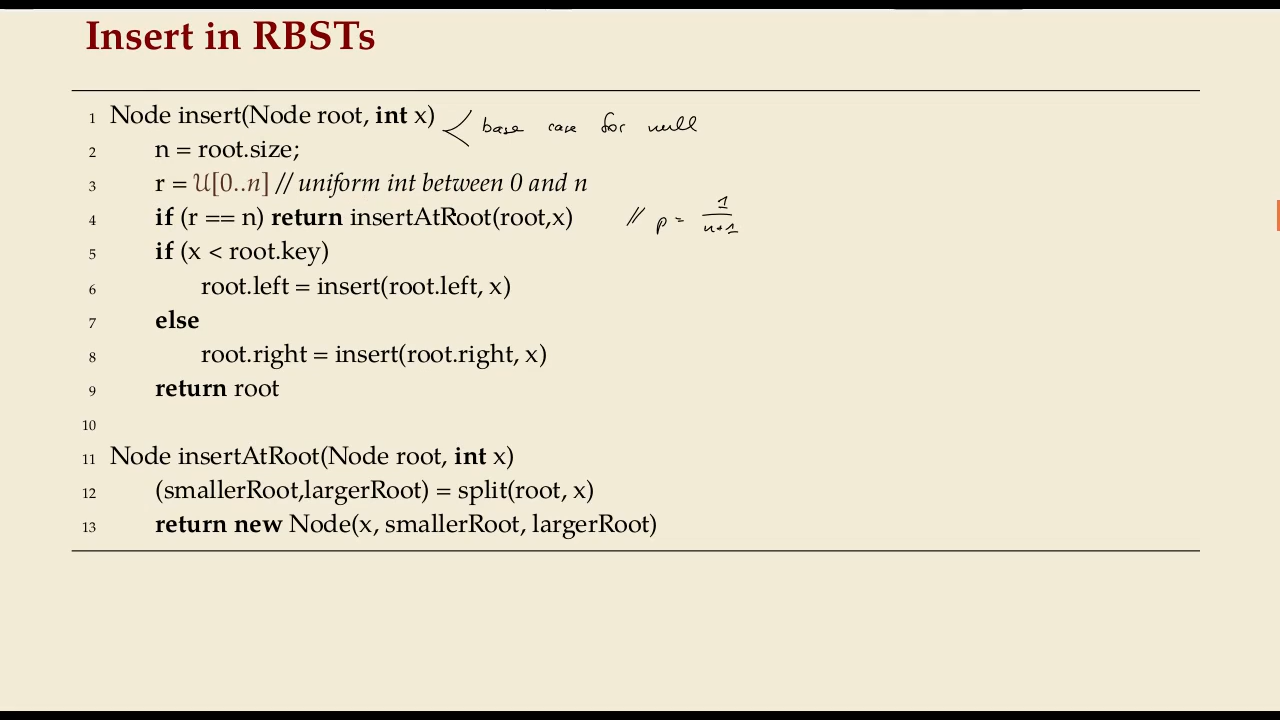 Insert in RBSTs
1 Node insert(Node root, int x) < base case for null
2 n = root.size;
3 r = 𝔘[0..n] // uniform int between 0 and n
4 if (r == n) return insertAtRoot(root,x) // p = 1/n+1
5 if (x < root.key)
6 root.left = insert(root.left, x)
7 else
8 root.right = insert(root.right, x)
9 return root
10
11 Node insertAtRoot(Node root, int x)
12 (smallerRoot,largerRoot) = split(root, x)
13 return new Node(x, smallerRoot, largerRoot)